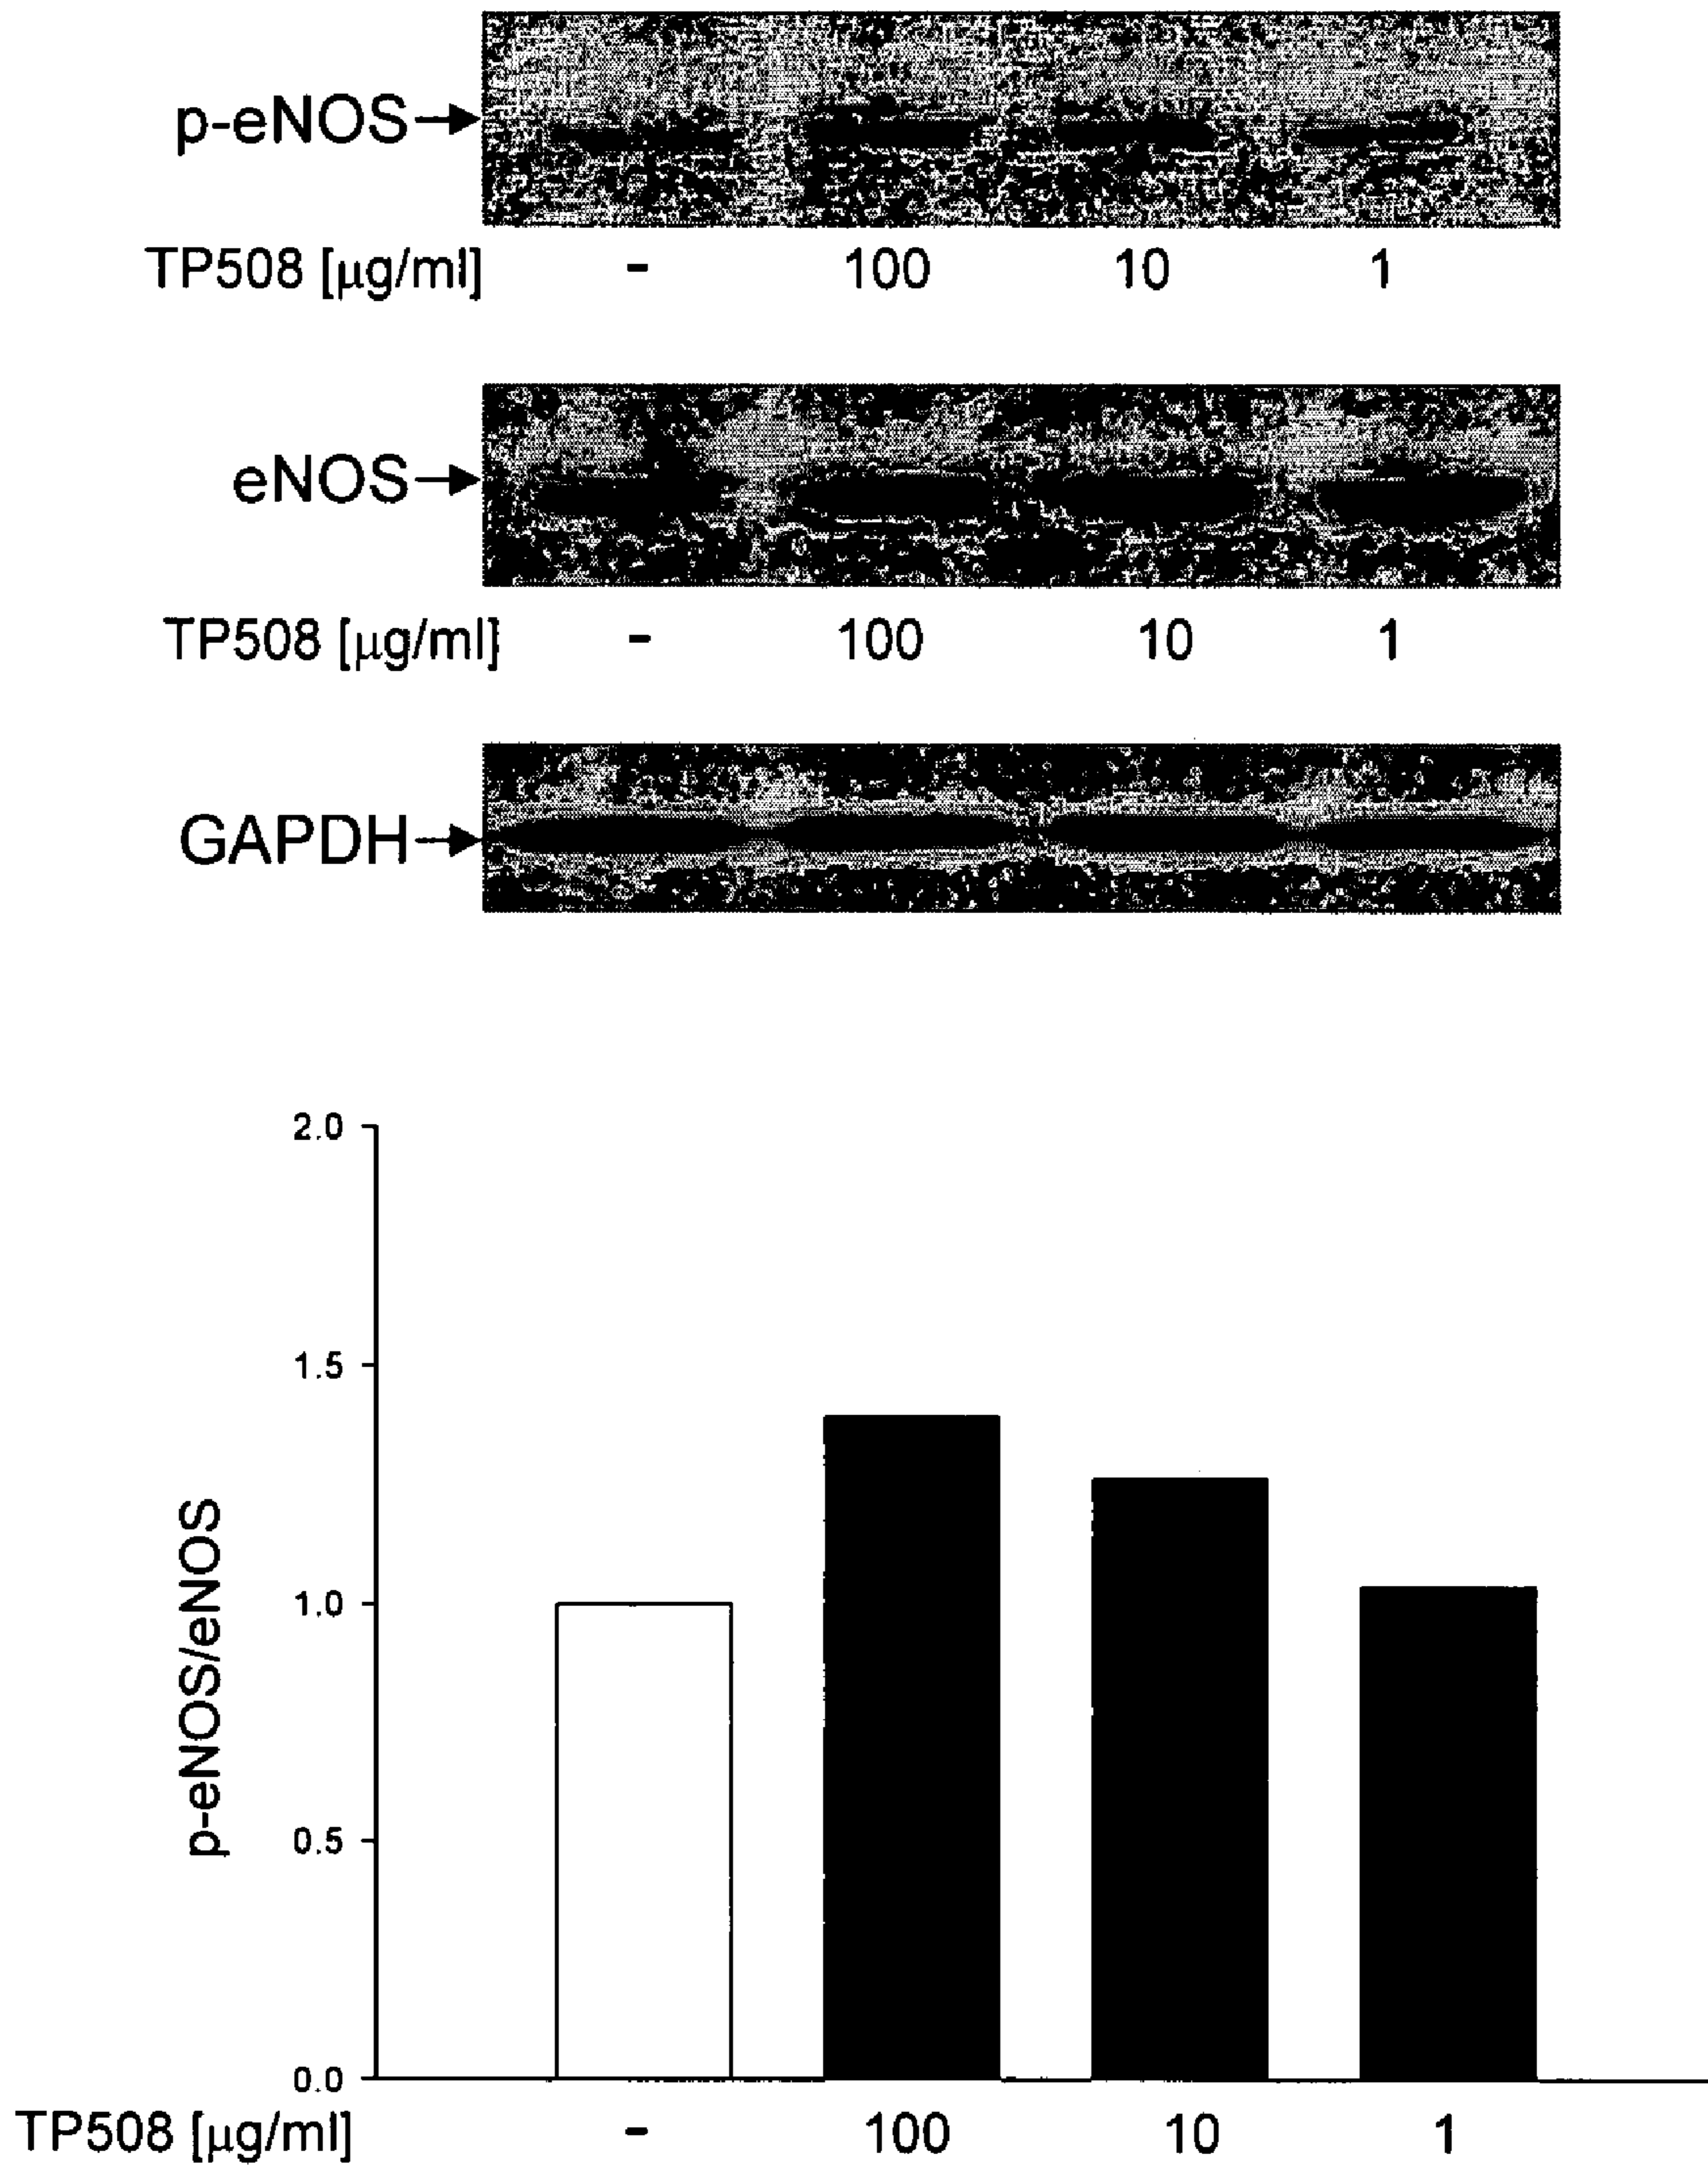 p-eNOS
TP508 [μg/ml] - 100 10 1
eNOS
TP508 [μg/ml] - 100 10 1
GAPDH
2.0
1.5
1.0
0.5
0.0
p-eNOS/eNOS
TP508 [μg/ml] - 100 10 1